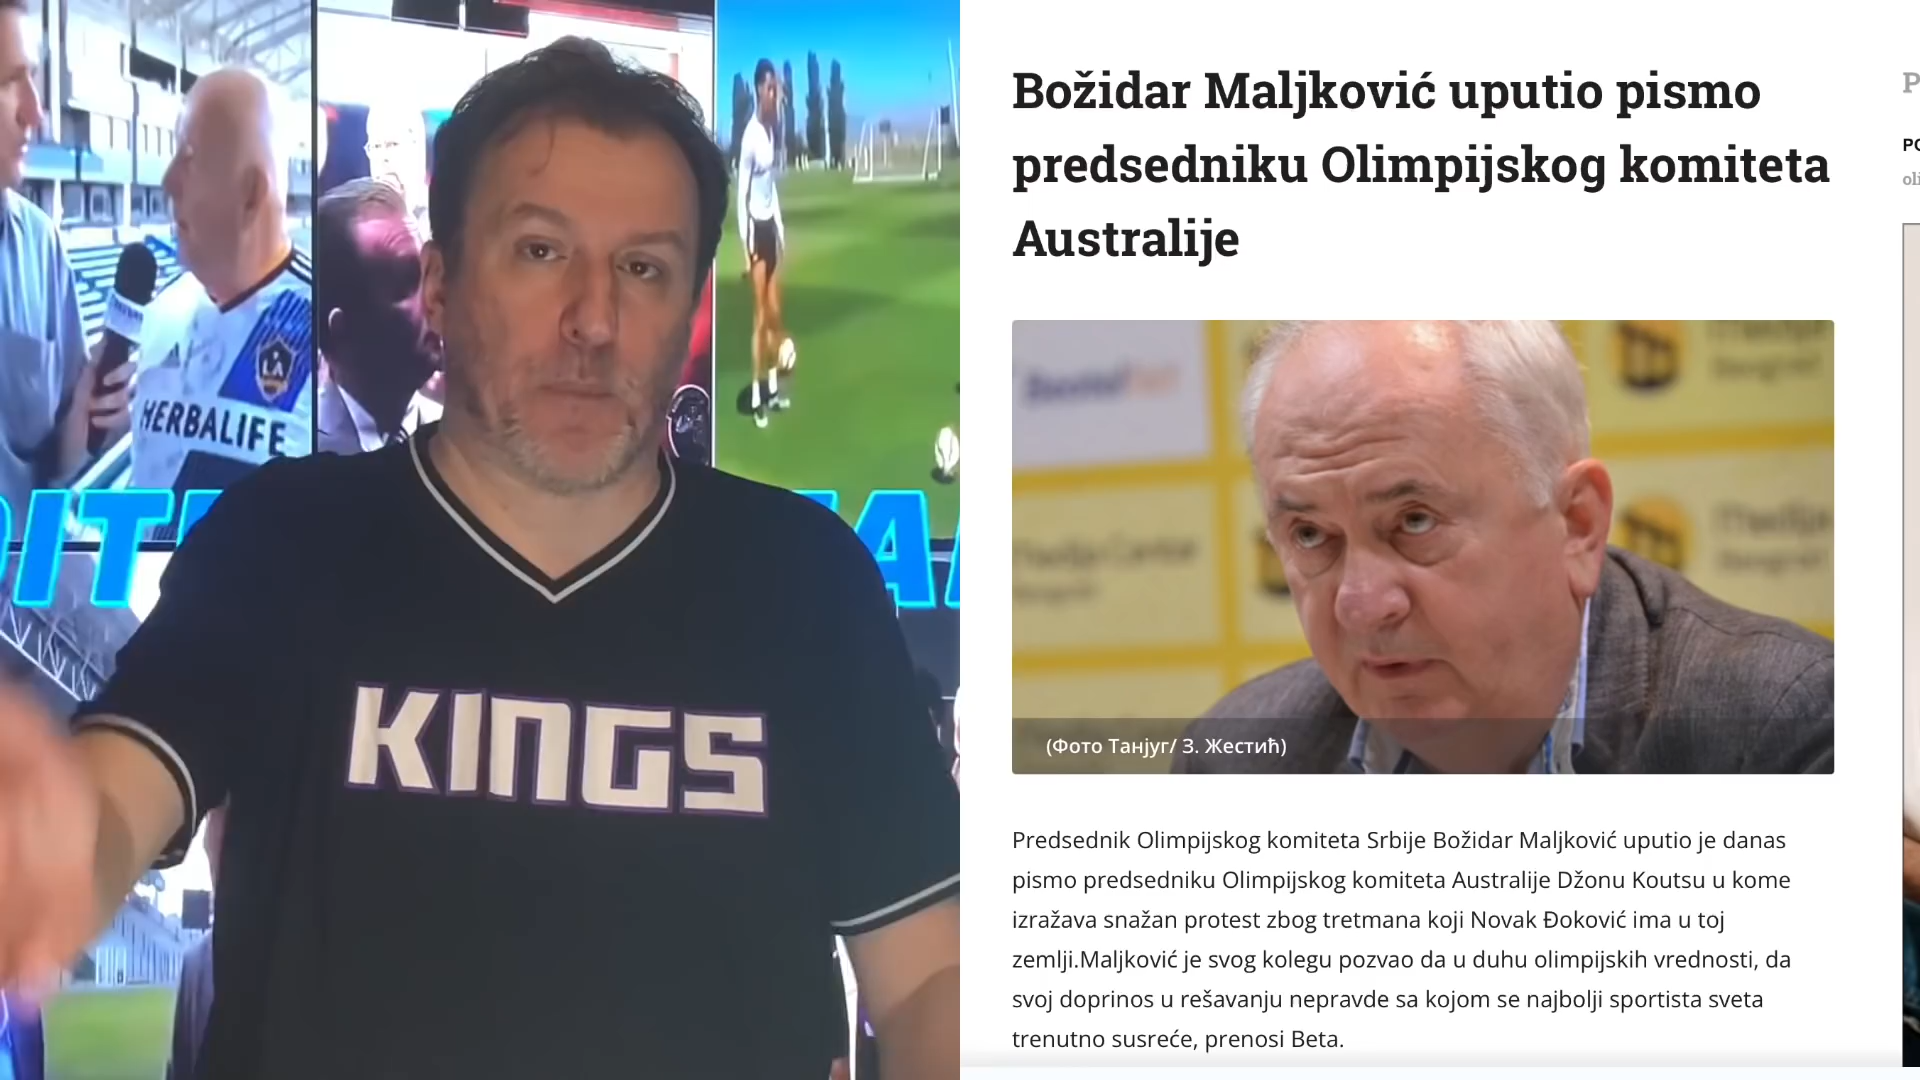 LA
HERBALIFE
KINGS
Božidar Maljković uputio pismo
predsedniku Olimpijskog komiteta
Australije
(Фото Танјуг/ З. Жестић)
Predsednik Olimpijskog komiteta Srbije Božidar Maljković uputio je danas
pismo predsedniku Olimpijskog komiteta Australije Džonu Koutsu u kome
izražava snažan protest zbog tretmana koji Novak Đoković ima u toj
zemlji.Maljković je svog kolegu pozvao da u duhu olimpijskih vrednosti, da
svoj doprinos u rešavanju nepravde sa kojom se najbolji sportista sveta
trenutno susreće, prenosi Beta.